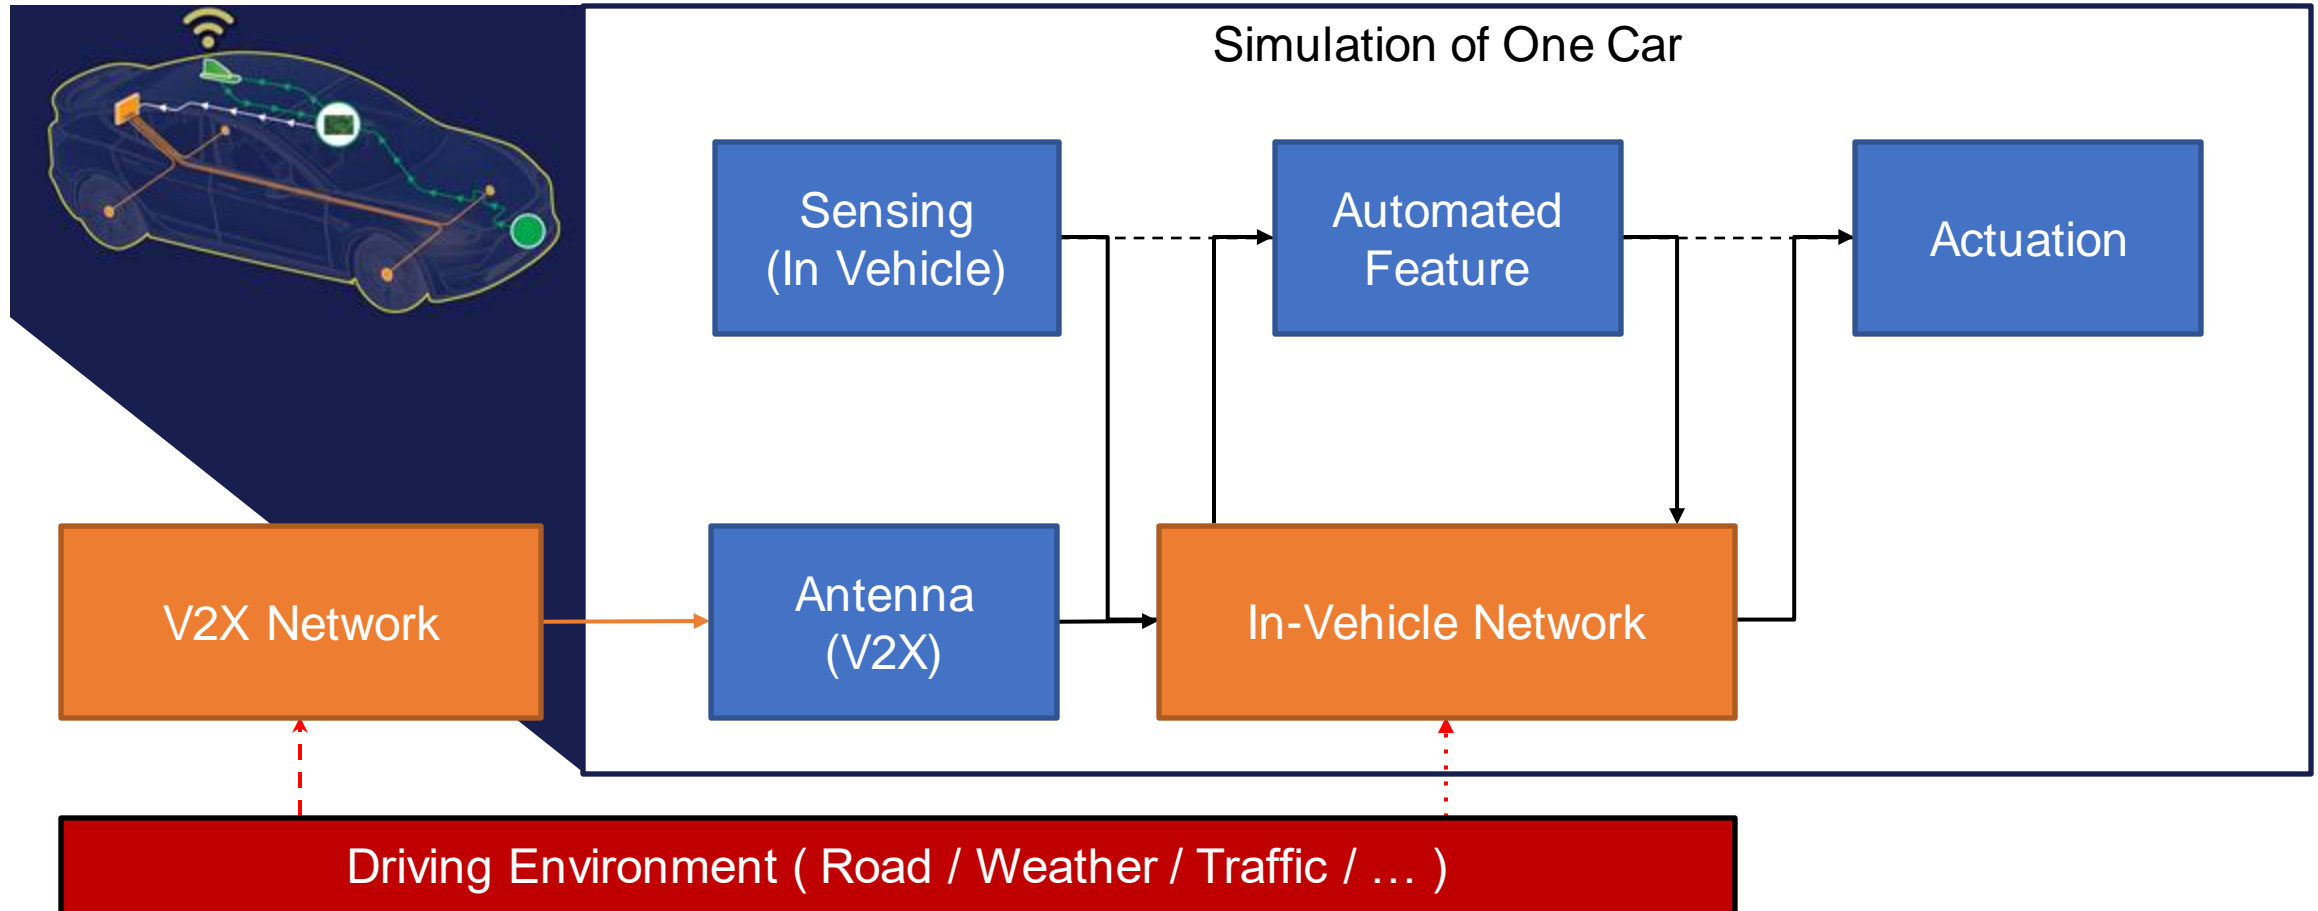 Simulation of One Car
Sensing
(In Vehicle)
Automated
Feature
Actuation
V2X Network
Antenna
(V2X)
In-Vehicle Network
Driving Environment ( Road / Weather / Traffic / … )